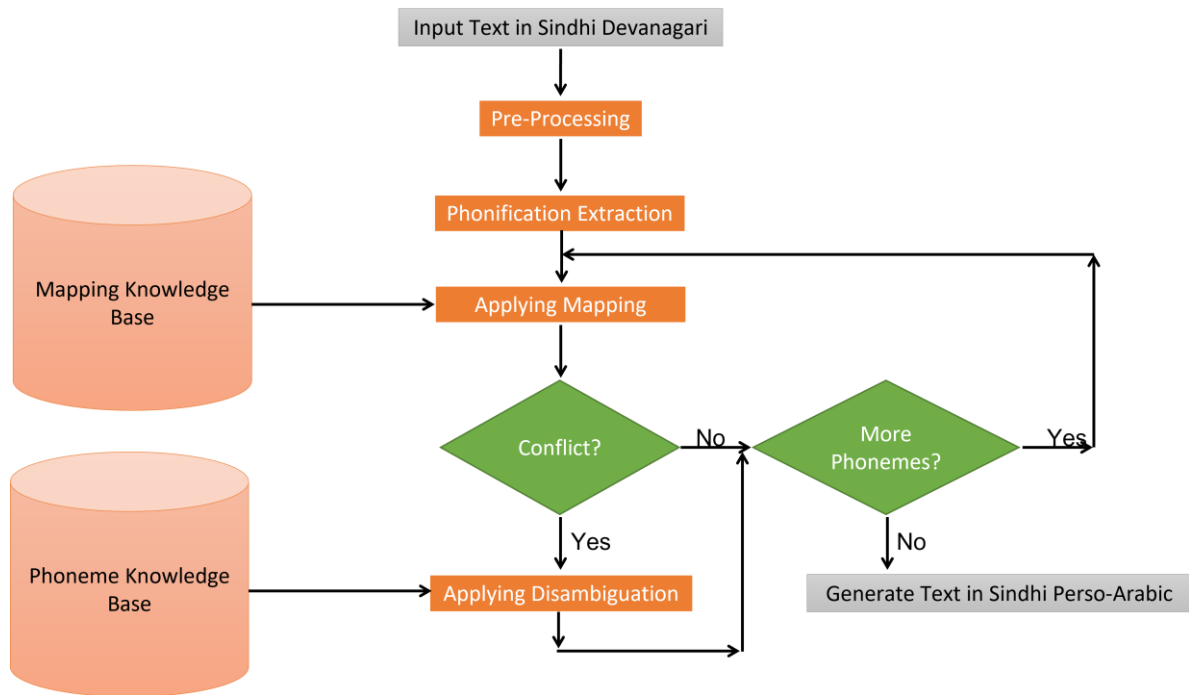 Input Text in Sindhi Devanagari
Pre-Processing
Phonification Extraction
Mapping Knowledge
Base
Applying Mapping
Conflict?
No
More
Phonemes?
Yes
Yes
No
Phoneme Knowledge
Base
Applying Disambiguation
Generate Text in Sindhi Perso-Arabic